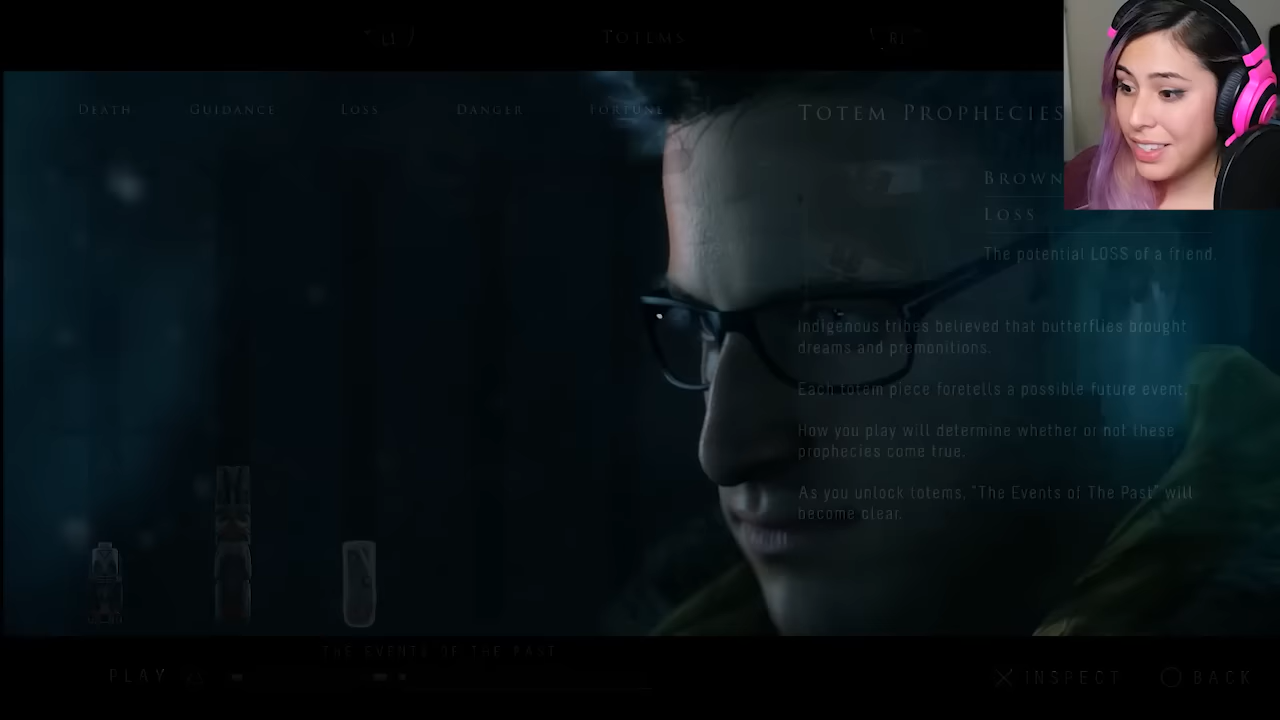 TOTEMS
DEATH
GUIDANCE
LOSS
DANGER
FORTUNE
TOTEM PROPHECIES
BROWN
LOSS
The potential LOSS of a friend.
Indigenous tribes believed that butterflies brought
dreams and premonitions.
Each totem piece foretells a possible future event.
How you play will determine whether or not these
prophecies come true.
As you unlock totems, "The Events of The Past" will
become clear.
THE EVENTS OF THE PAST
PLAY
INSPECT
BACK